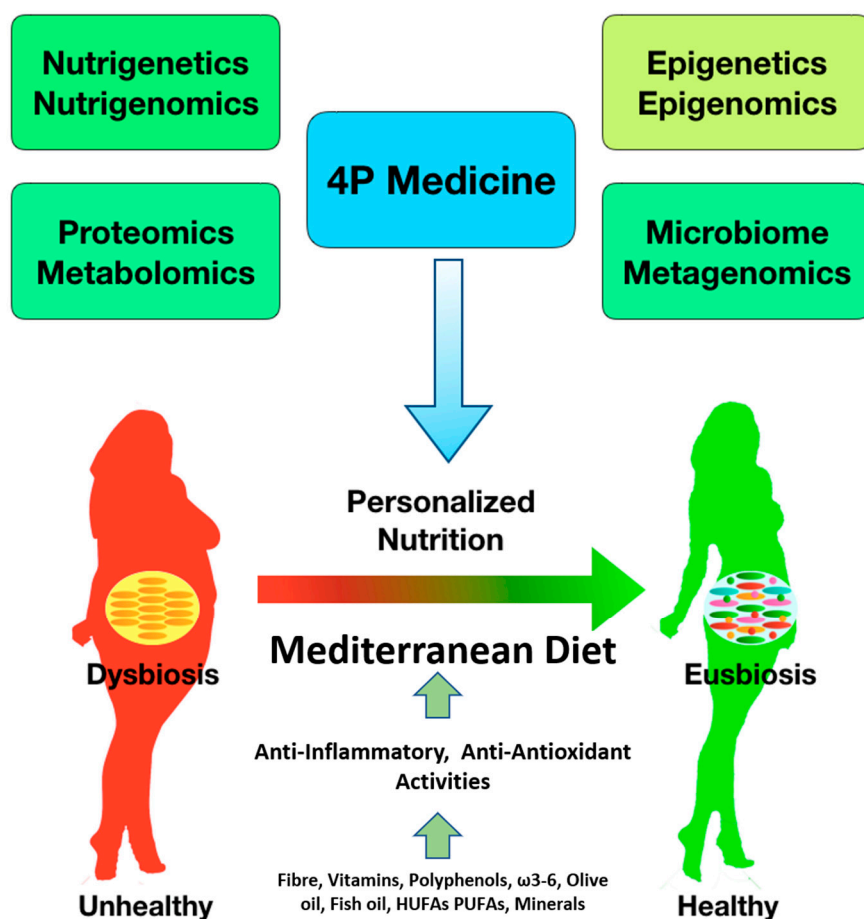 Nutrigenetics
Nutrigenomics
Epigenetics
Epigenomics
4P Medicine
Proteomics
Metabolomics
Microbiome
Metagenomics
Personalized
Nutrition
Mediterranean Diet
Dysbiosis
Eusbiosis
Anti-Inflammatory, Anti-Antioxidant
Activities
Fibre, Vitamins, Polyphenols, ω3-6, Olive
oil, Fish oil, HUFAs PUFAs, Minerals
Unhealthy
Healthy